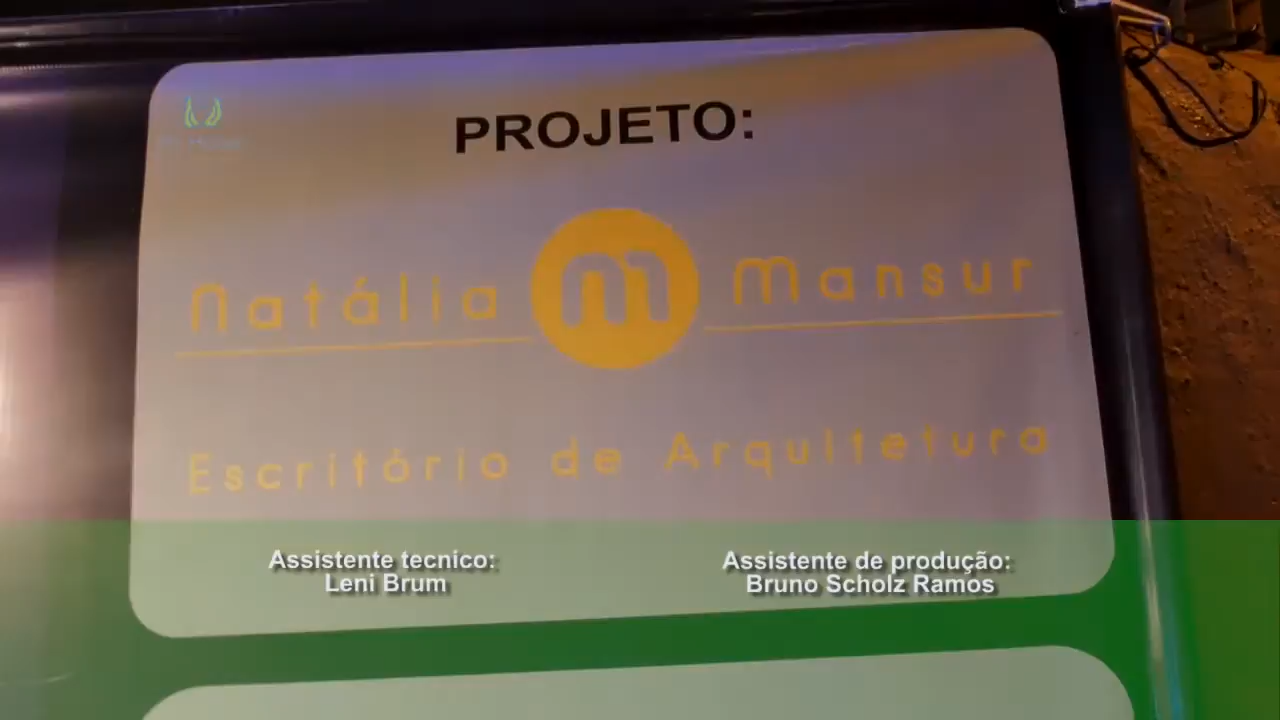 PROJETO:
Natália m Mansur
Escritório de Arquitetura
Assistente tecnico:
Leni Brum
Assistente de produção:
Bruno Scholz Ramos